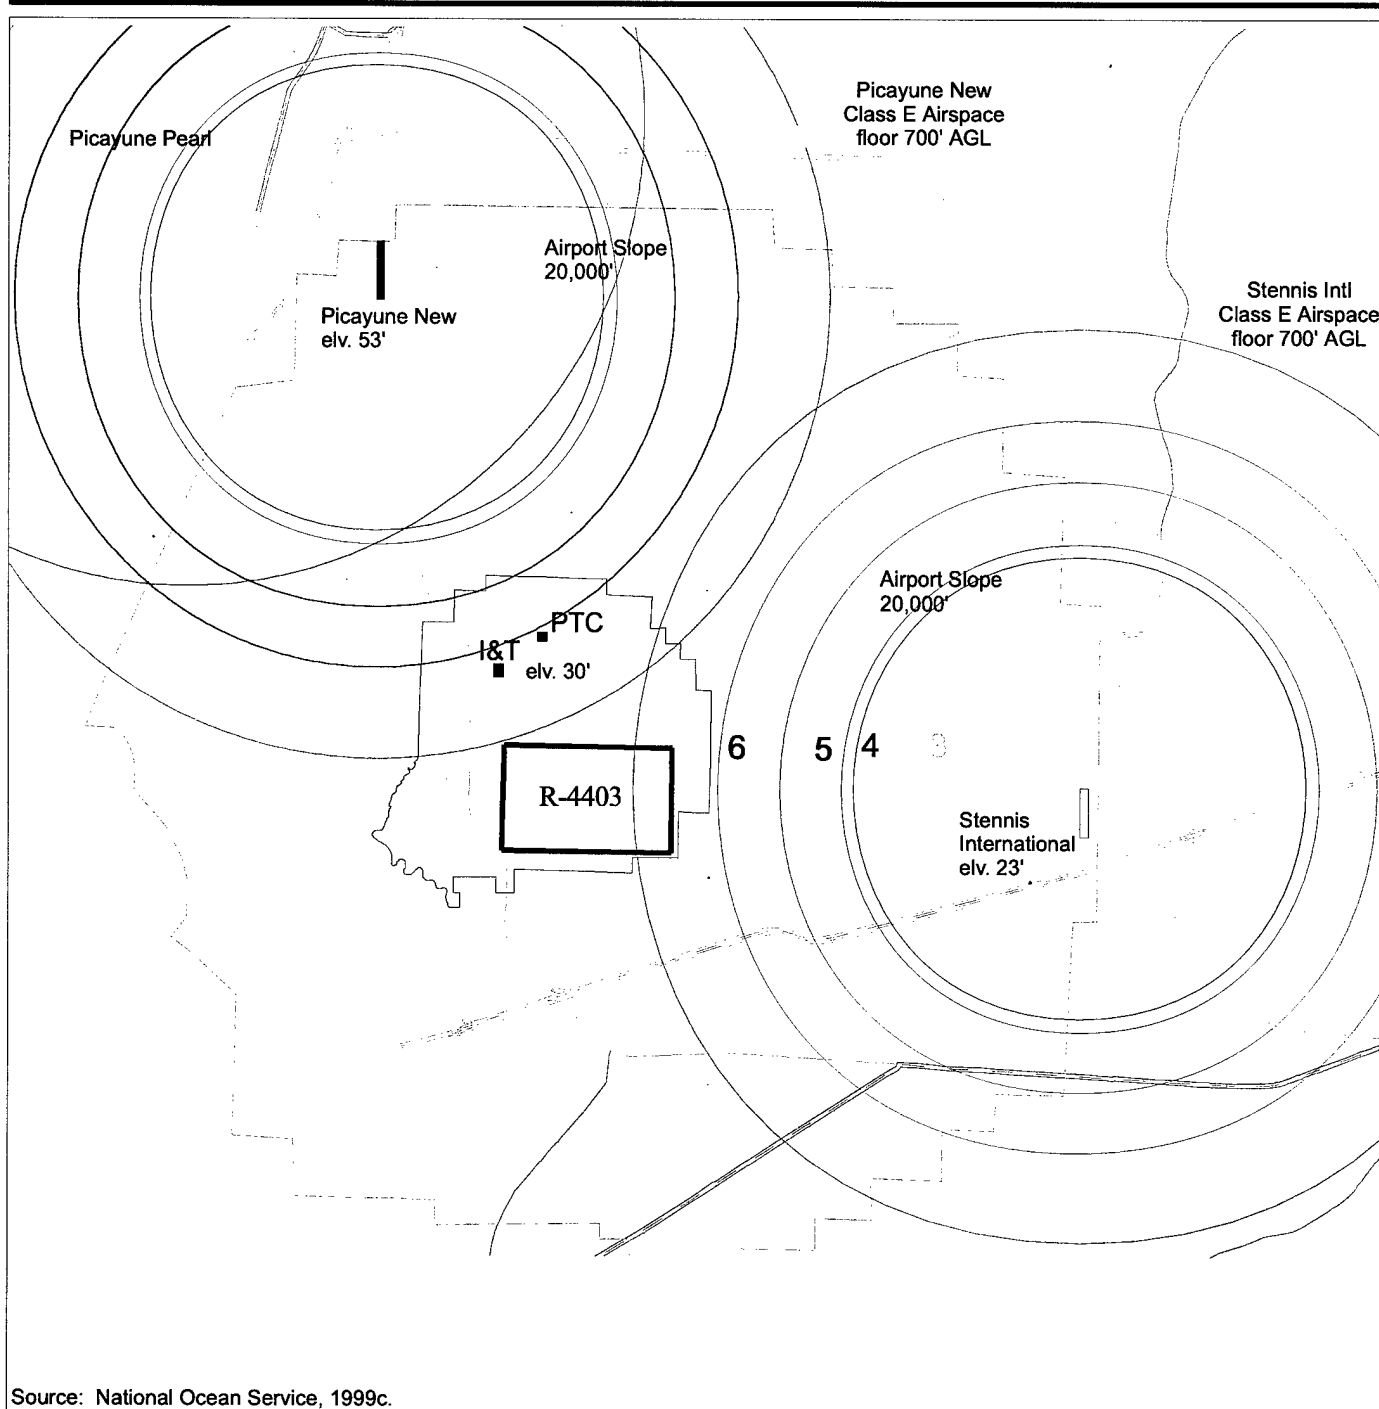 Picayune New
Class E Airspace
floor 700' AGL
Picayune Pearl
Airport Slope
20,000'
Picayune New
elv. 53'
Stennis Intl
Class E Airspace
floor 700' AGL
Airport Slope
20,000'
PTC
I&T
elv. 30'
6
5
4
3
R-4403
Stennis
International
elv. 23'
Source: National Ocean Service, 1999c.